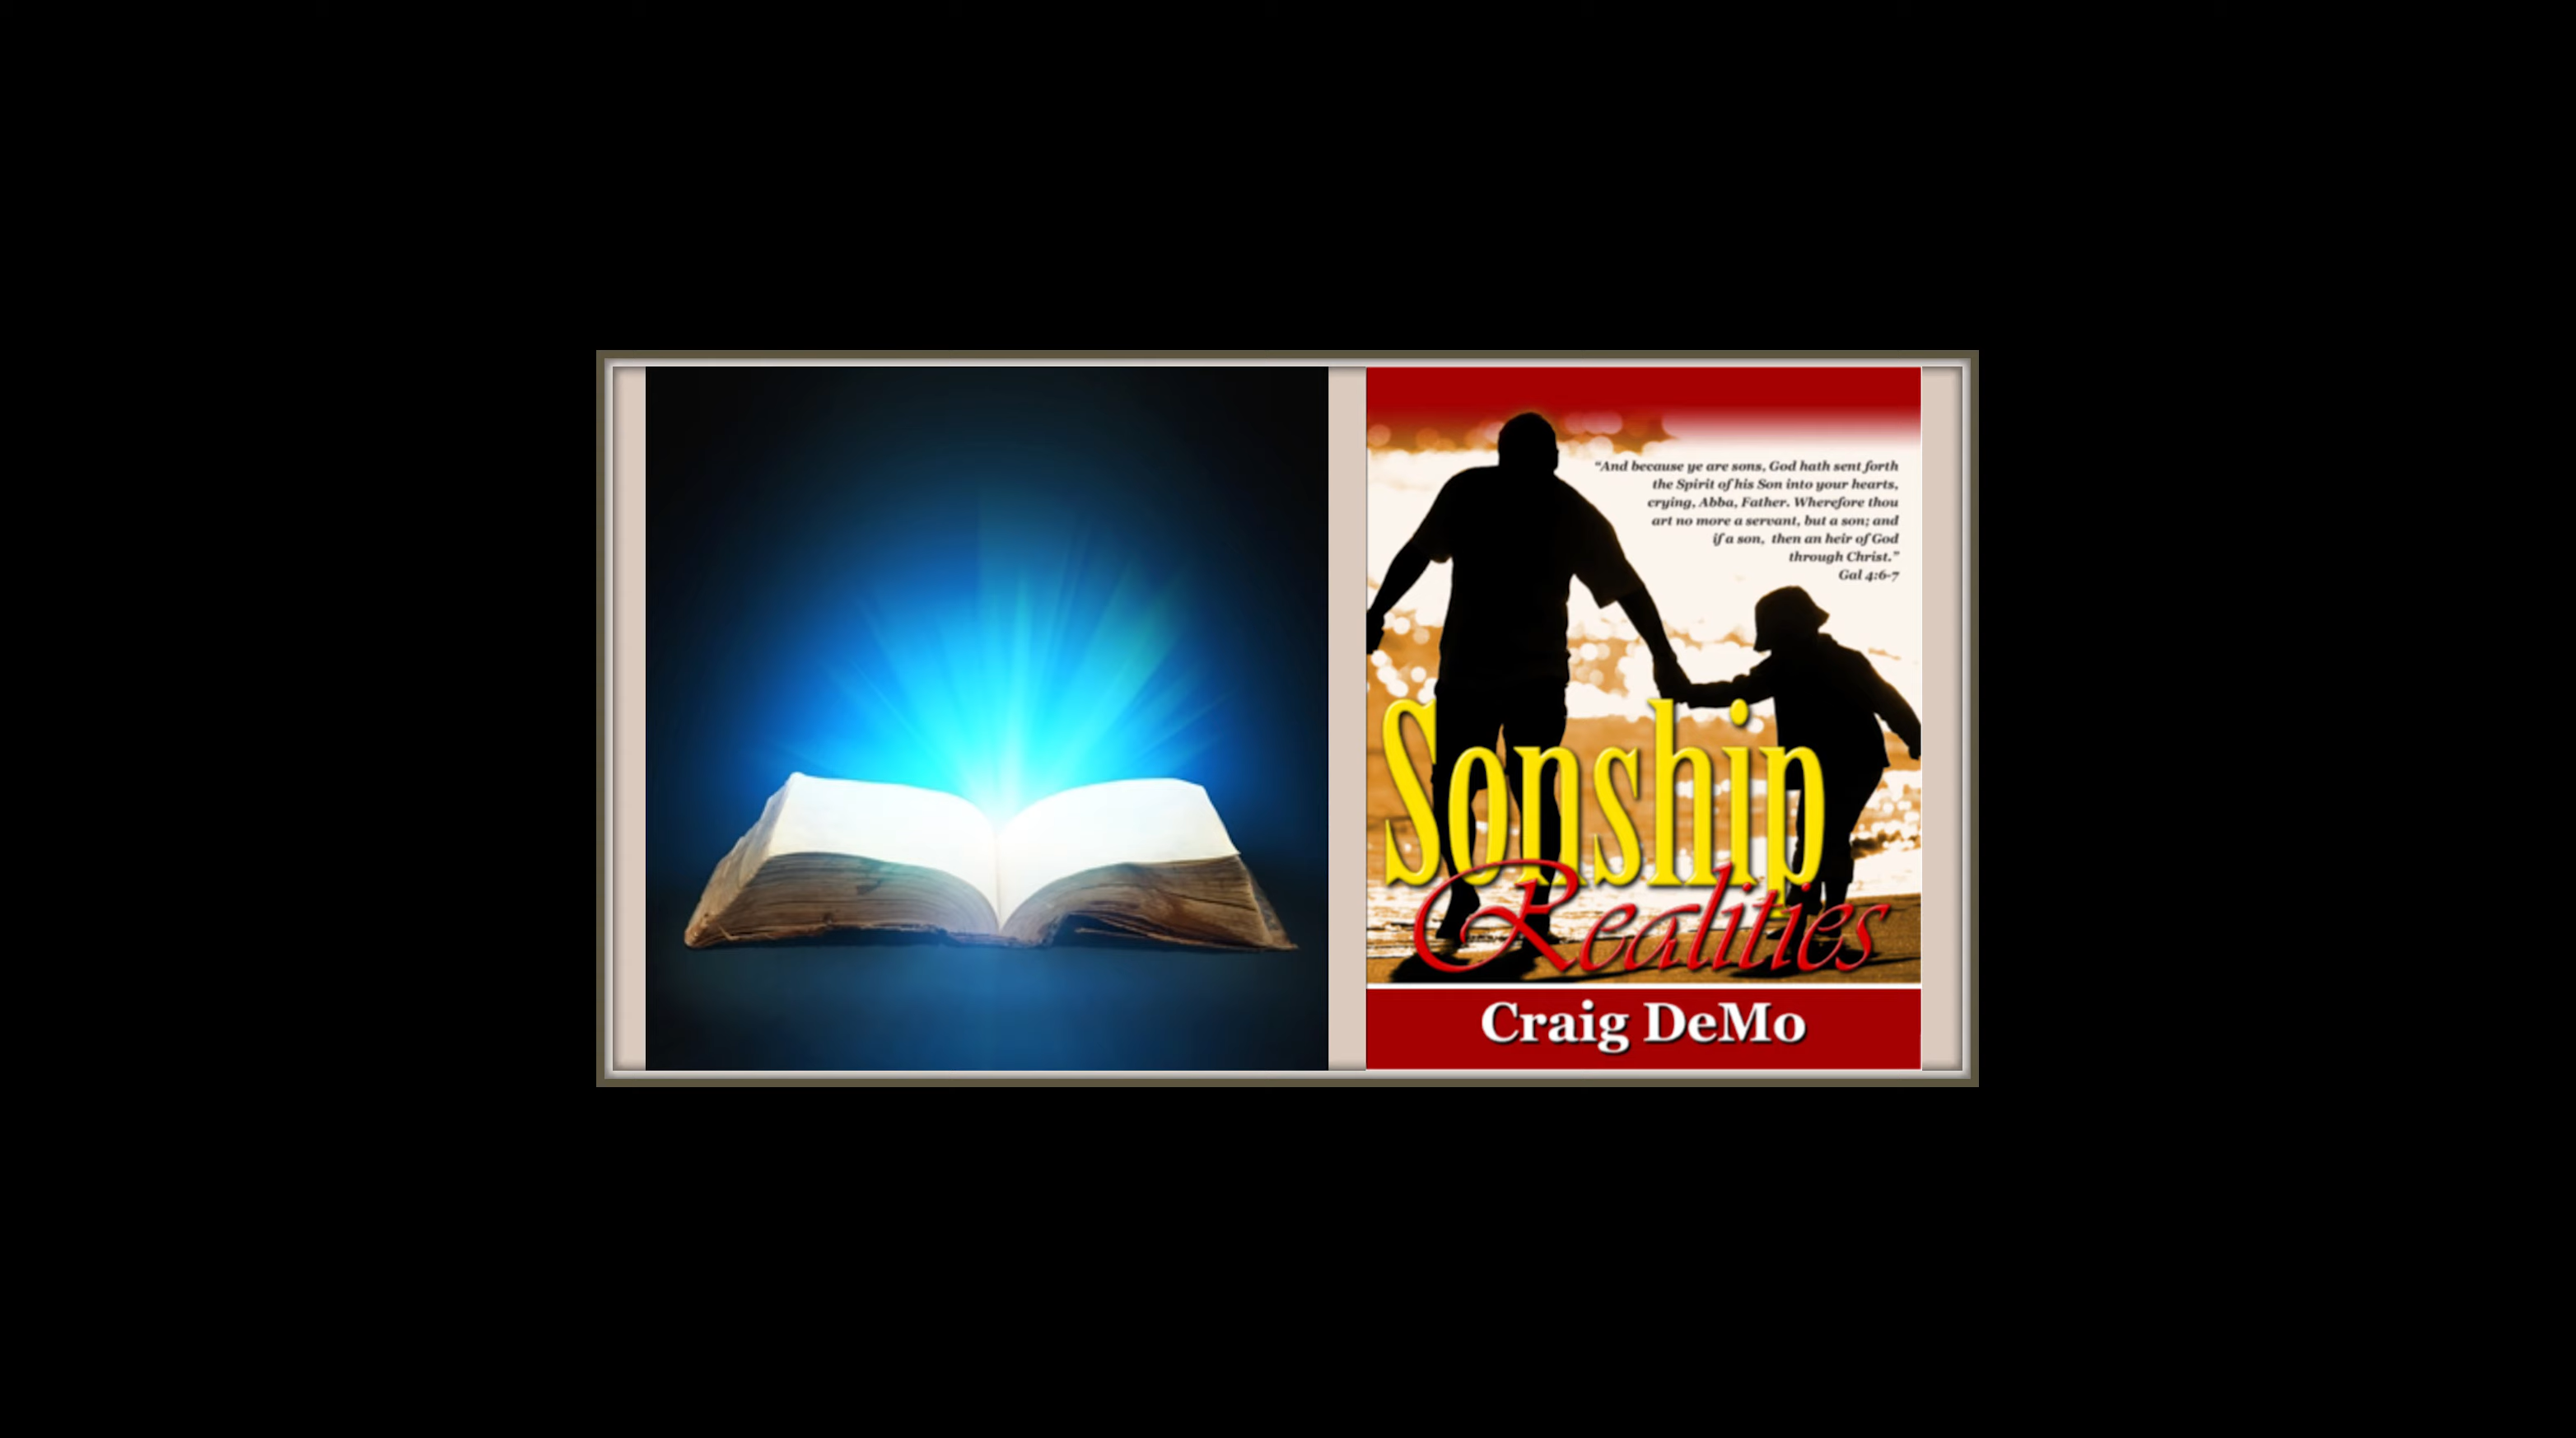 “And because ye are sons, God hath sent forth
the Spirit of his Son into your hearts,
crying, Abba, Father. Wherefore thou
art no more a servant, but a son; and
if a son, then an heir of God
through Christ.”
Gal 4:6-7
Sonship
Realities
Craig DeMo